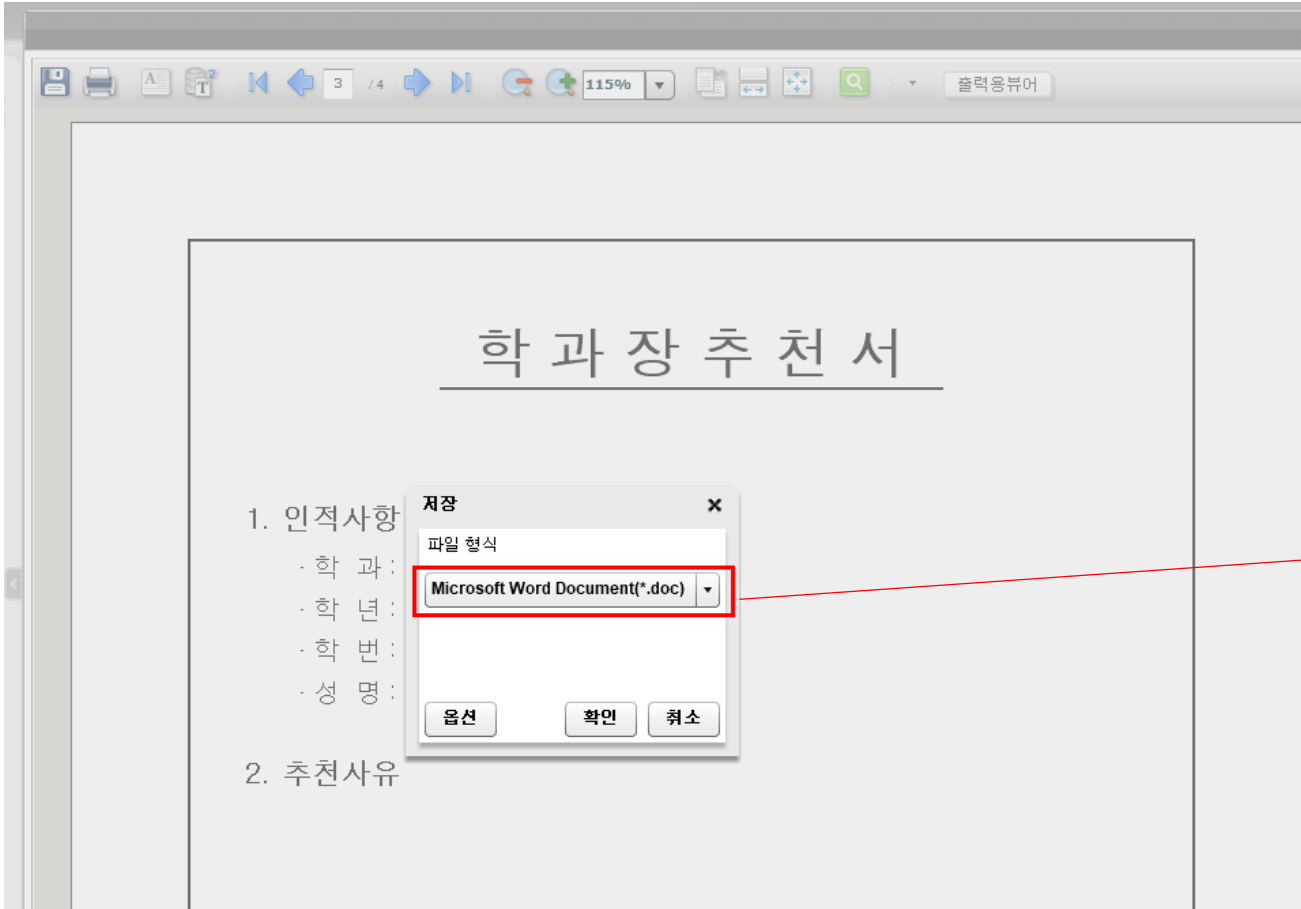 3 / 4 115% 출력용뷰어
학 과 장 추 천 서
저장
1. 인적사항
파일 형식
· 학 과 :
Microsoft Word Document(*.doc)
· 학 년 :
· 학 번 :
· 성 명 :
옵션 확인 취소
2. 추천사유